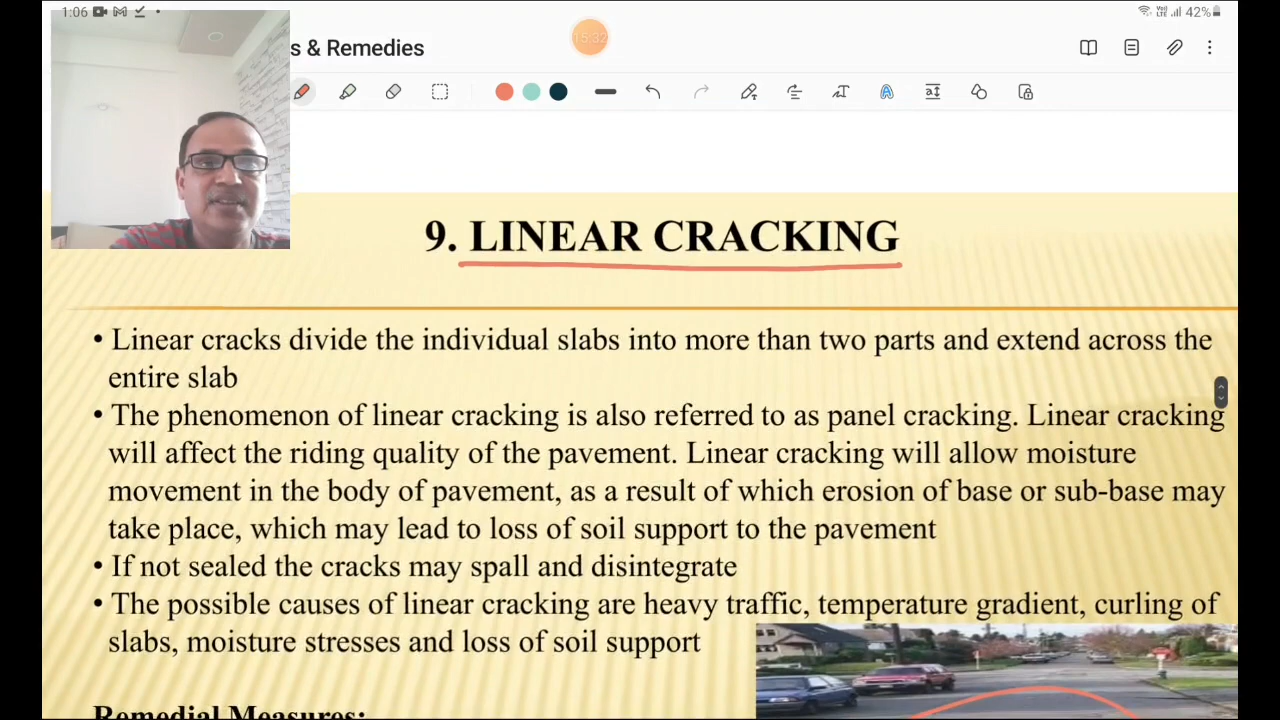 1:06
42%
s & Remedies
15:32
9. LINEAR CRACKING
• Linear cracks divide the individual slabs into more than two parts and extend across the
entire slab
• The phenomenon of linear cracking is also referred to as panel cracking. Linear cracking
will affect the riding quality of the pavement. Linear cracking will allow moisture
movement in the body of pavement, as a result of which erosion of base or sub-base may
take place, which may lead to loss of soil support to the pavement
• If not sealed the cracks may spall and disintegrate
• The possible causes of linear cracking are heavy traffic, temperature gradient, curling of
slabs, moisture stresses and loss of soil support
Remedial Measures: